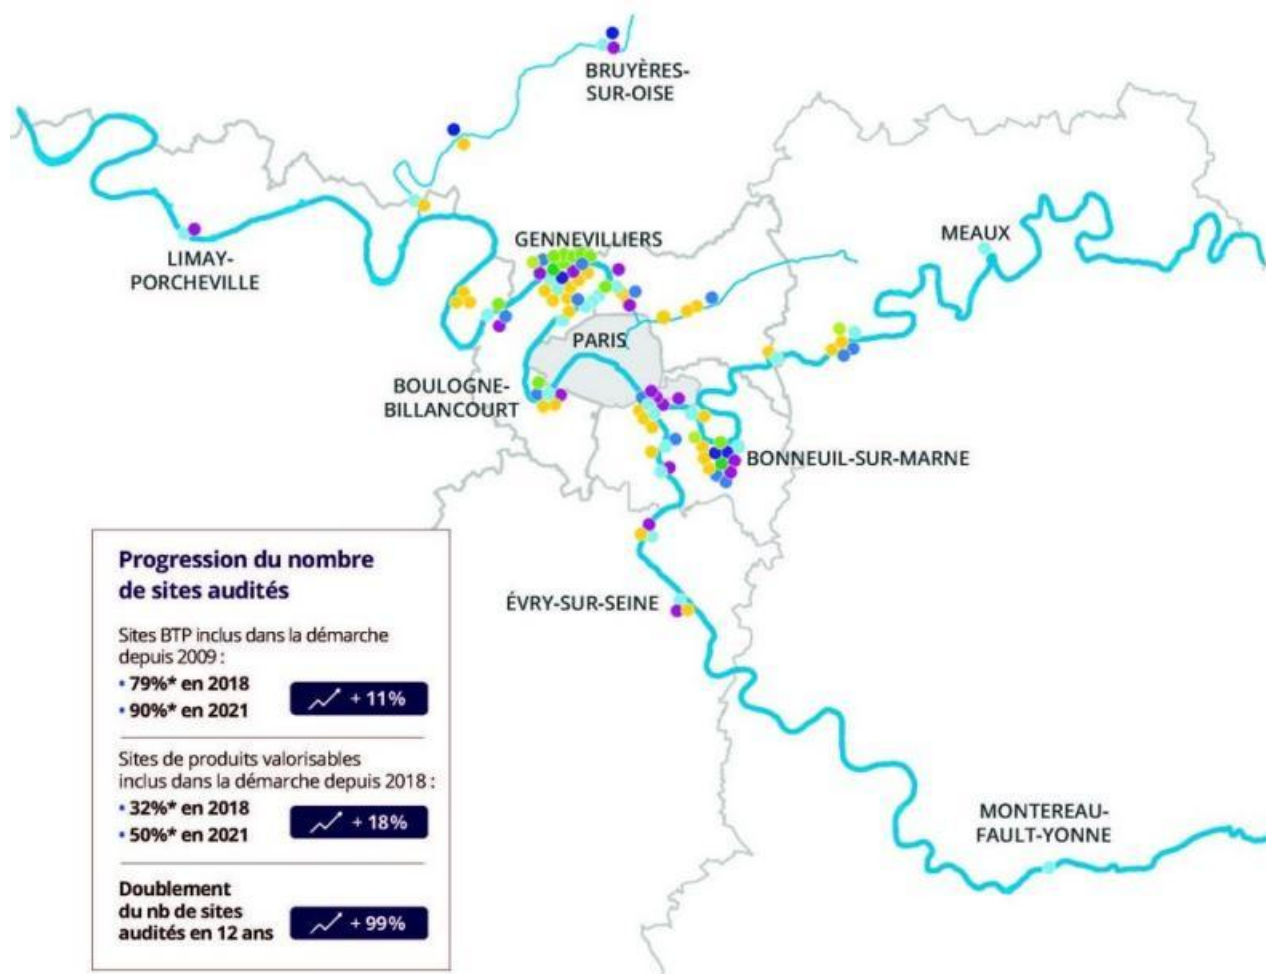 BRUYÈRES-
SUR-OISE
GENNEVILLIERS
MEAUX
LIMAY-
PORCHEVILLE
PARIS
BOULOGNE-
BILLANCOURT
BONNEUIL-SUR-MARNE
ÉVRY-SUR-SEINE
MONTEREAU-
FAULT-YONNE
Progression du nombre
de sites audités
Sites BTP inclus dans la démarche
depuis 2009 :
• 79%* en 2018
• 90%* en 2021
+ 11%
Sites de produits valorisables
inclus dans la démarche depuis 2018 :
• 32%* en 2018
• 50%* en 2021
+ 18%
Doublement
du nb de sites
audités en 12 ans
+ 99%